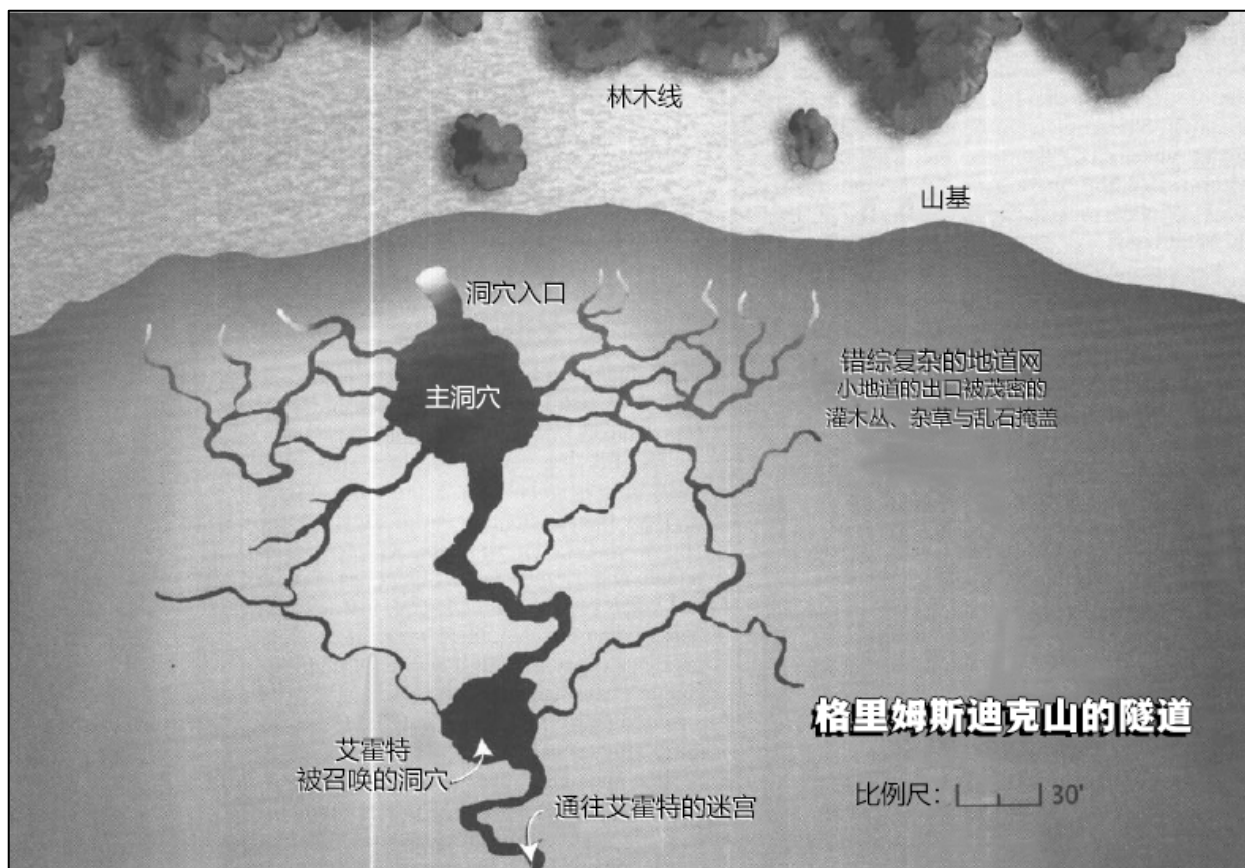 林木线
山基
洞穴入口
主洞穴
错综复杂的地道网
小地道的出口被茂密的
灌木丛、杂草与乱石掩盖
格里姆斯迪克山的隧道
艾霍特
被召唤的洞穴
通往艾霍特的迷宫
比例尺： 30'